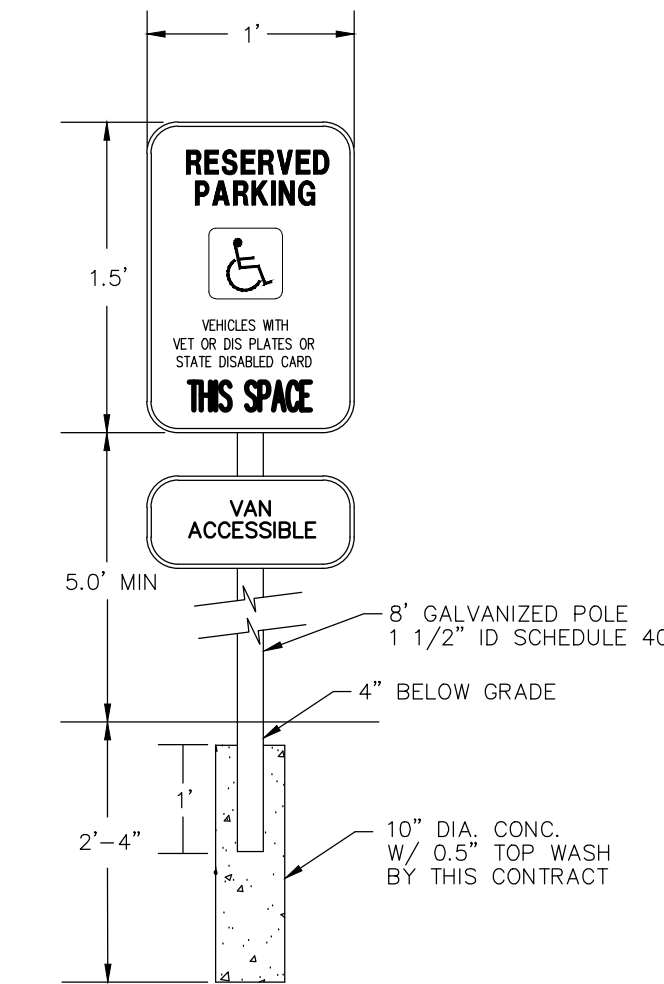 1'
RESERVED
PARKING
1.5'
VEHICLES WITH
VET OR DIS PLATES OR
STATE DISABLED CARD
THIS SPACE
VAN
ACCESSIBLE
5.0' MIN
8' GALVANIZED POLE
1 1/2" ID SCHEDULE 40
4" BELOW GRADE
1'
2'-4"
10" DIA. CONC.
W/ 0.5" TOP WASH
BY THIS CONTRACT